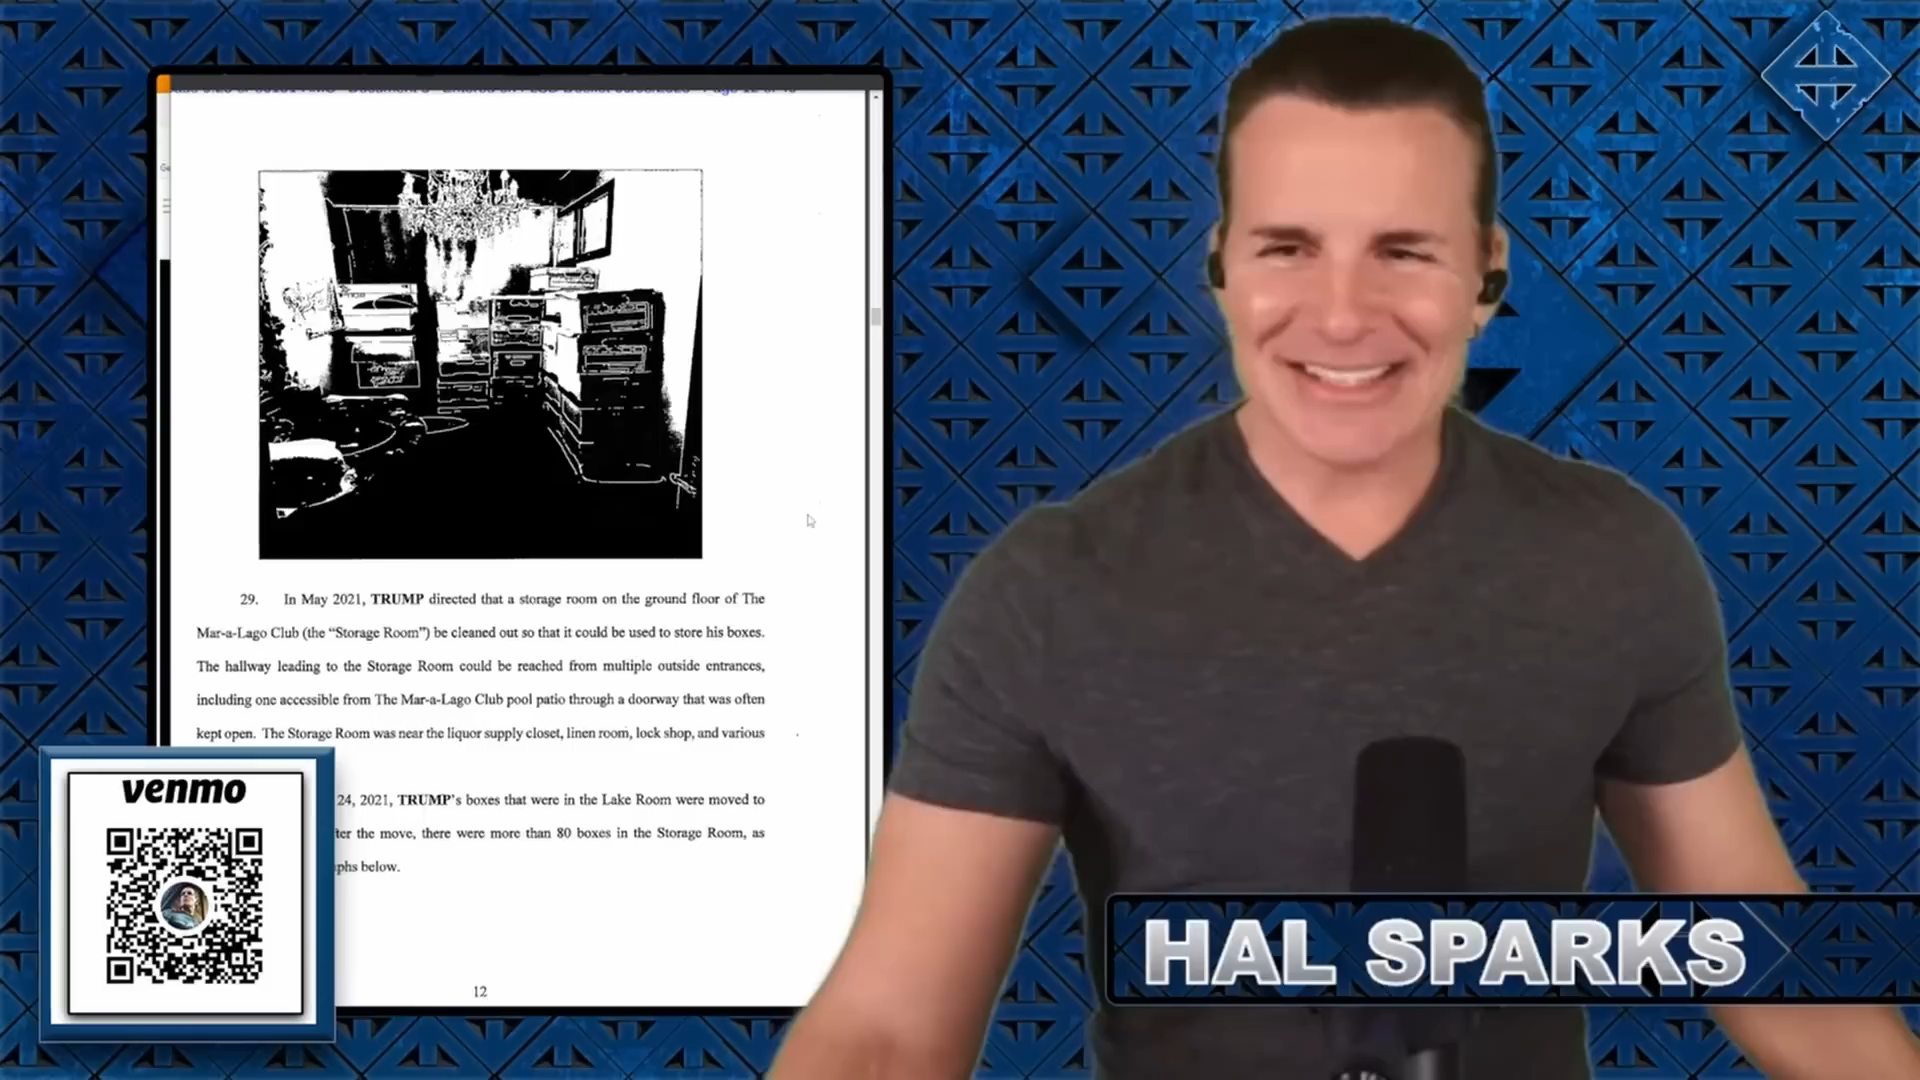 29. In May 2021, TRUMP directed that a storage room on the ground floor of The
Mar-a-Lago Club (the “Storage Room”) be cleaned out so that it could be used to store his boxes.
The hallway leading to the Storage Room could be reached from multiple outside entrances,
including one accessible from The Mar-a-Lago Club pool patio through a doorway that was often
kept open. The Storage Room was near the liquor supply closet, linen room, lock shop, and various
24, 2021, TRUMP’s boxes that were in the Lake Room were moved to
the move, there were more than 80 boxes in the Storage Room, as
below.
12
venmo
HAL SPARKS